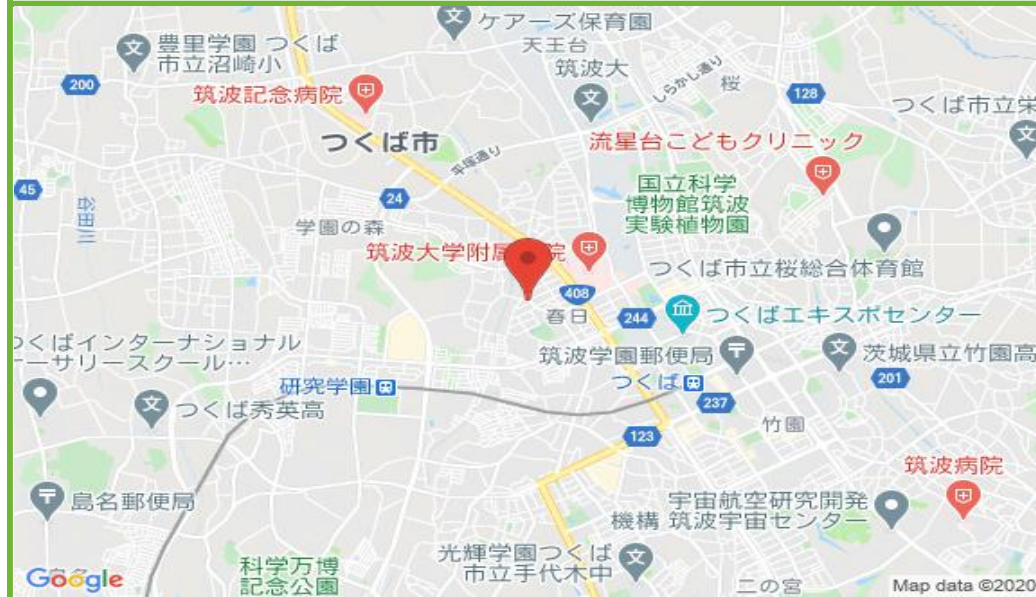 ケアーズ保育園
豊里学園 つくば
市立沼崎小
天王台
筑波大
しらかし通り
桜
200
筑波記念病院
128
つくば市立栄
つくば市
平塚通り
流星台こどもクリニック
45
24
国立科学
博物館筑波
実験植物園
谷田川
学園の森
筑波大学附属
院
つくば市立桜総合体育館
408
春日
244
つくばエキスポセンター
つくばインターナショナル
ーサリースクール…
筑波学園郵便局
茨城県立竹園高
研究学園
つくば
201
つくば秀英高
237
竹園
123
筑波病院
島名郵便局
宇宙航空研究開発
機構 筑波宇宙センター
科学万博
記念公園
光輝学園つくば
市立手代木中
二の宮
Google
Map data ©2020